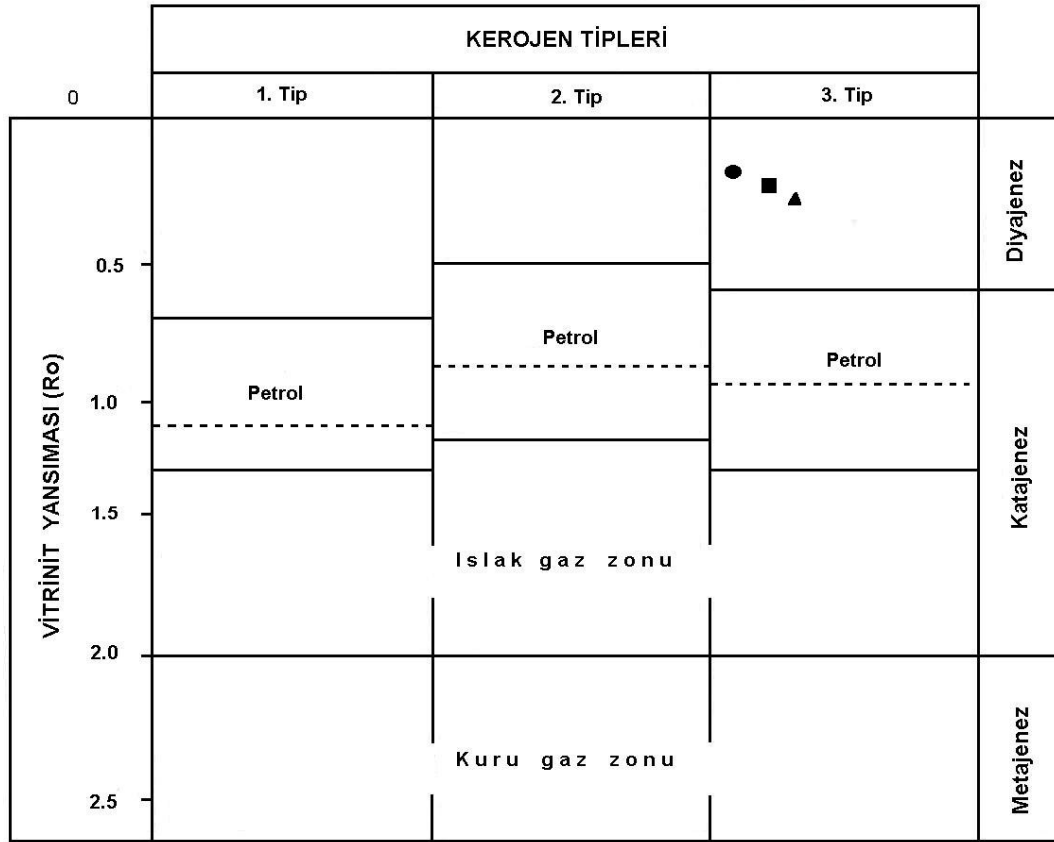 KEROJEN TİPLERİ
0 1. Tip 2. Tip 3. Tip
VİTRİNİT YANSIMASI (Ro)
0.5
1.0
1.5
2.0
2.5
Petrol
Petrol
Petrol
Islak gaz zonu
Kuru gaz zonu
Diyajenez
Katajenez
Metajenez